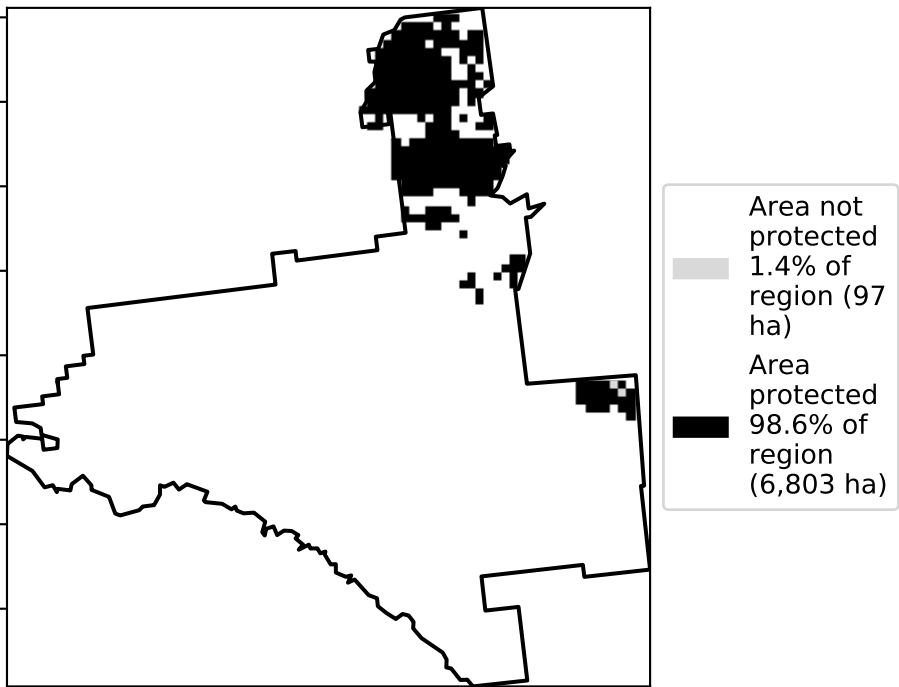 Area not
protected
1.4% of
region (97
ha)
Area
protected
98.6% of
region
(6,803 ha)